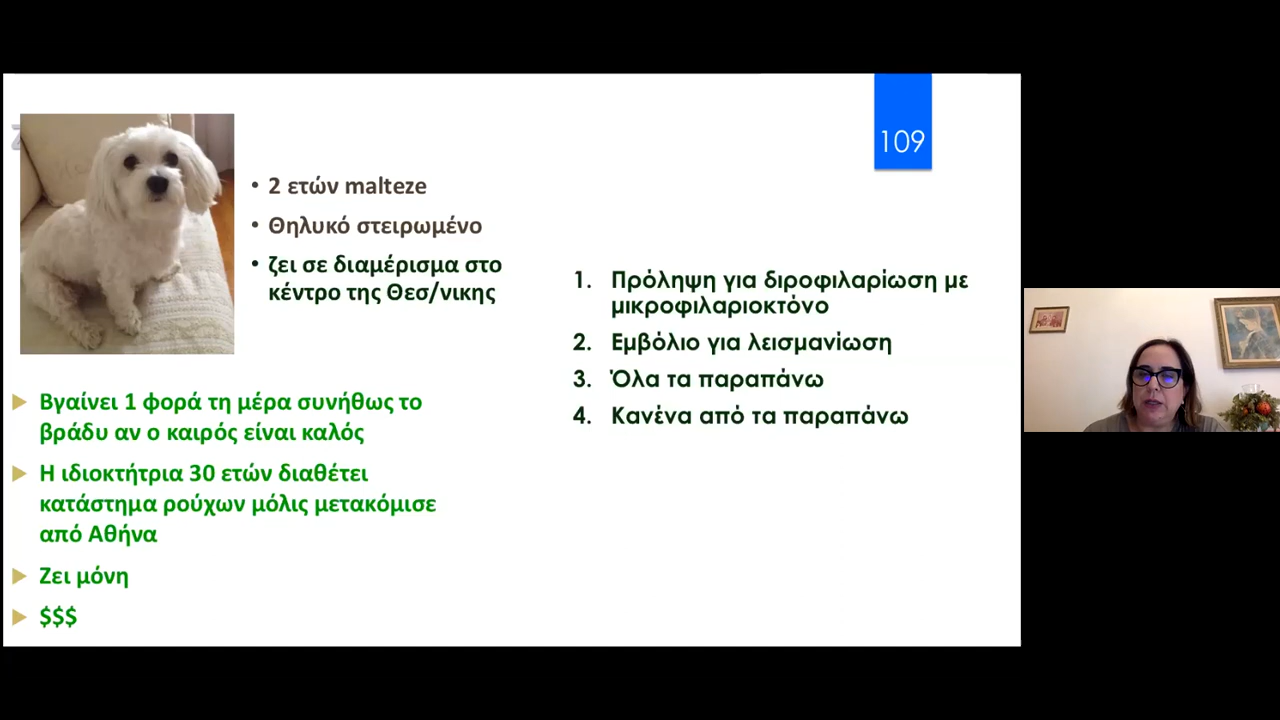 109
• 2 ετών malteze
• Θηλυκό στειρωμένο
• ζει σε διαμέρισμα στο
κέντρο της Θεσ/νικης
Βγαίνει 1 φορά τη μέρα συνήθως το
βράδυ αν ο καιρός είναι καλός
Η ιδιοκτήτρια 30 ετών διαθέτει
κατάστημα ρούχων μόλις μετακόμισε
από Αθήνα
Ζει μόνη
$$$
1. Πρόληψη για διροφιλαρίωση με
μικροφιλαριοκτόνο
2. Εμβόλιο για λεισμανίωση
3. Όλα τα παραπάνω
4. Κανένα από τα παραπάνω